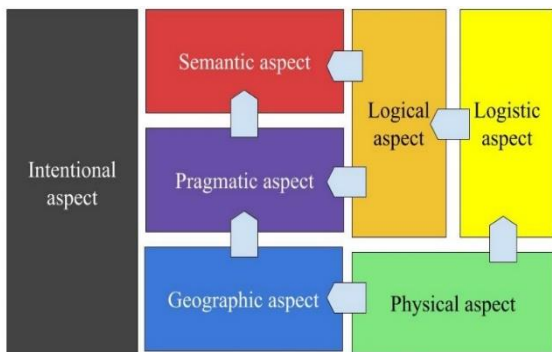 Semantic aspect
Logical
aspect
Logistic
aspect
Intentional
aspect
Pragmatic aspect
Geographic aspect
Physical aspect